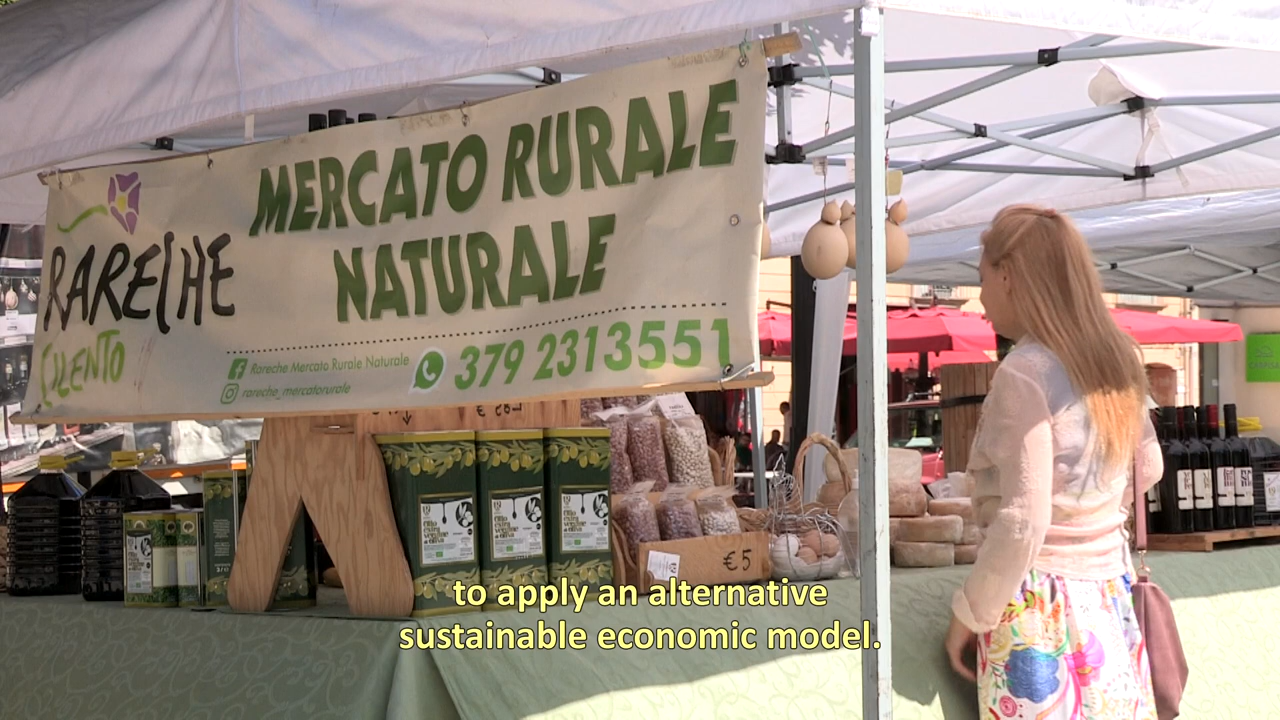 MERCATO RURALE
NATURALE
RARECHE
CILENTO
Rareche Mercato Rurale Naturale
rareche_mercatorurale
379 2313551
€5
to apply an alternative
sustainable economic model.